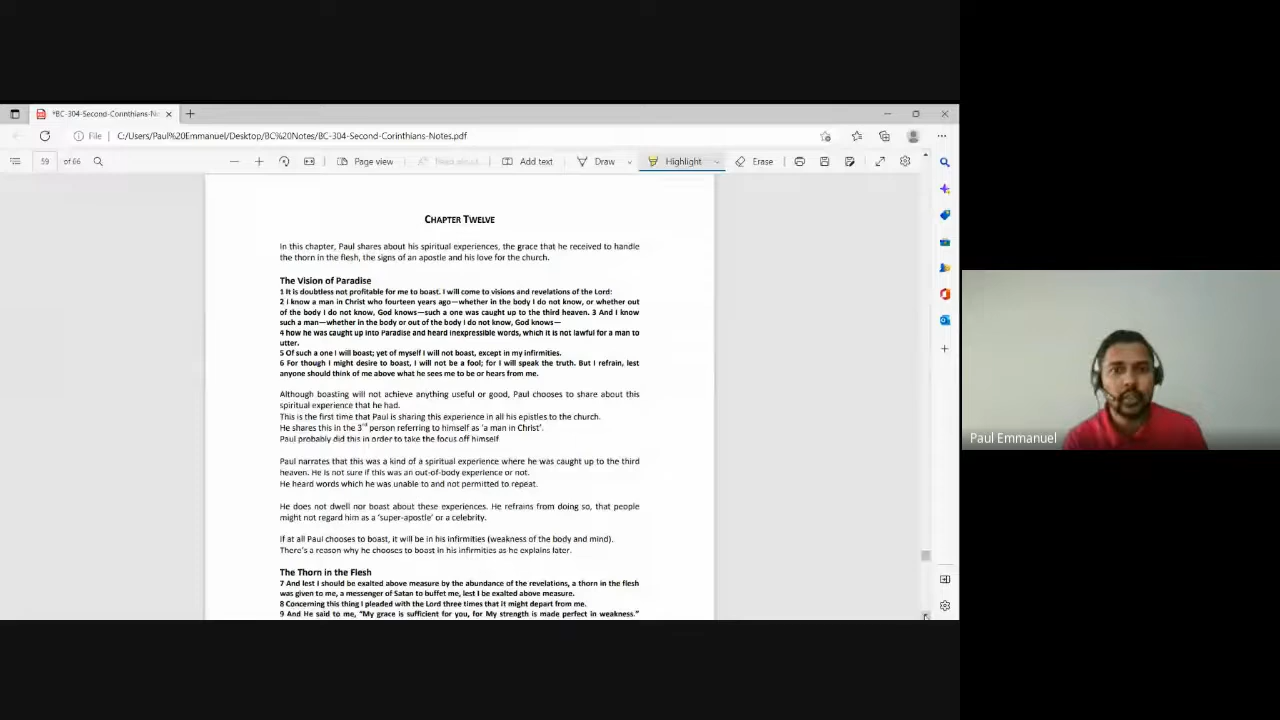 *BC-304-Second-Corinthians-No
File
C:/Users/Paul%20Emmanuel/Desktop/BC%20Notes/BC-304-Second-Corinthians-Notes.pdf
59 of 66
Page view
Add text
Draw
Highlight
Erase
CHAPTER TWELVE
In this chapter, Paul shares about his spiritual experiences, the grace that he received to handle
the thorn in the flesh, the signs of an apostle and his love for the church.
The Vision of Paradise
1 It is doubtless not profitable for me to boast. I will come to visions and revelations of the Lord:
2 I know a man in Christ who fourteen years ago—whether in the body I do not know, or whether out
of the body I do not know, God knows—such a one was caught up to the third heaven. 3 And I know
such a man—whether in the body or out of the body I do not know, God knows—
4 how he was caught up into Paradise and heard inexpressible words, which it is not lawful for a man to
utter.
5 Of such a one I will boast; yet of myself I will not boast, except in my infirmities.
6 For though I might desire to boast, I will not be a fool; for I will speak the truth. But I refrain, lest
anyone should think of me above what he sees me to be or hears from me.
Although boasting will not achieve anything useful or good, Paul chooses to share about this
spiritual experience that he had.
This is the first time that Paul is sharing this experience in all his epistles to the church.
He shares this in the 3rd person referring to himself as 'a man in Christ'.
Paul probably did this in order to take the focus off himself
Paul narrates that this was a kind of a spiritual experience where he was caught up to the third
heaven. He is not sure if this was an out-of-body experience or not.
He heard words which he was unable to and not permitted to repeat.
He does not dwell nor boast about these experiences. He refrains from doing so, that people
might not regard him as a 'super-apostle' or a celebrity.
If at all Paul chooses to boast, it will be in his infirmities (weakness of the body and mind).
There's a reason why he chooses to boast in his infirmities as he explains later.
The Thorn in the Flesh
7 And lest I should be exalted above measure by the abundance of the revelations, a thorn in the flesh
was given to me, a messenger of Satan to buffet me, lest I be exalted above measure.
8 Concerning this thing I pleaded with the Lord three times that it might depart from me.
9 And He said to me, "My grace is sufficient for you, for My strength is made perfect in weakness."
Paul Emmanuel